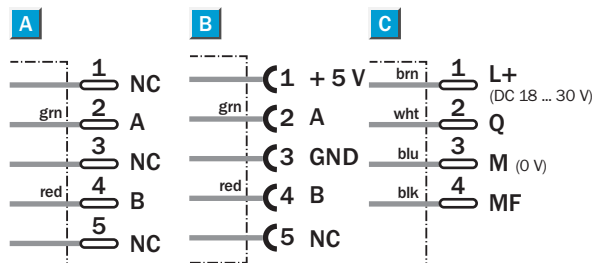 A
1 NC
grn 2 A
3 NC
red 4 B
5 NC
B
1 + 5 V
grn 2 A
3 GND
red 4 B
5 NC
C
brn 1 L+
(DC 18 ... 30 V)
wht 2 Q
blu 3 M (0 V)
blk 4 MF